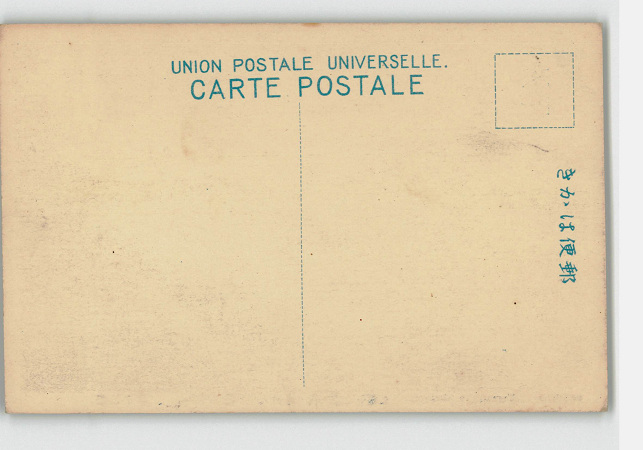 UNION POSTALE UNIVERSELLE.
CARTE POSTALE
きかは便郵